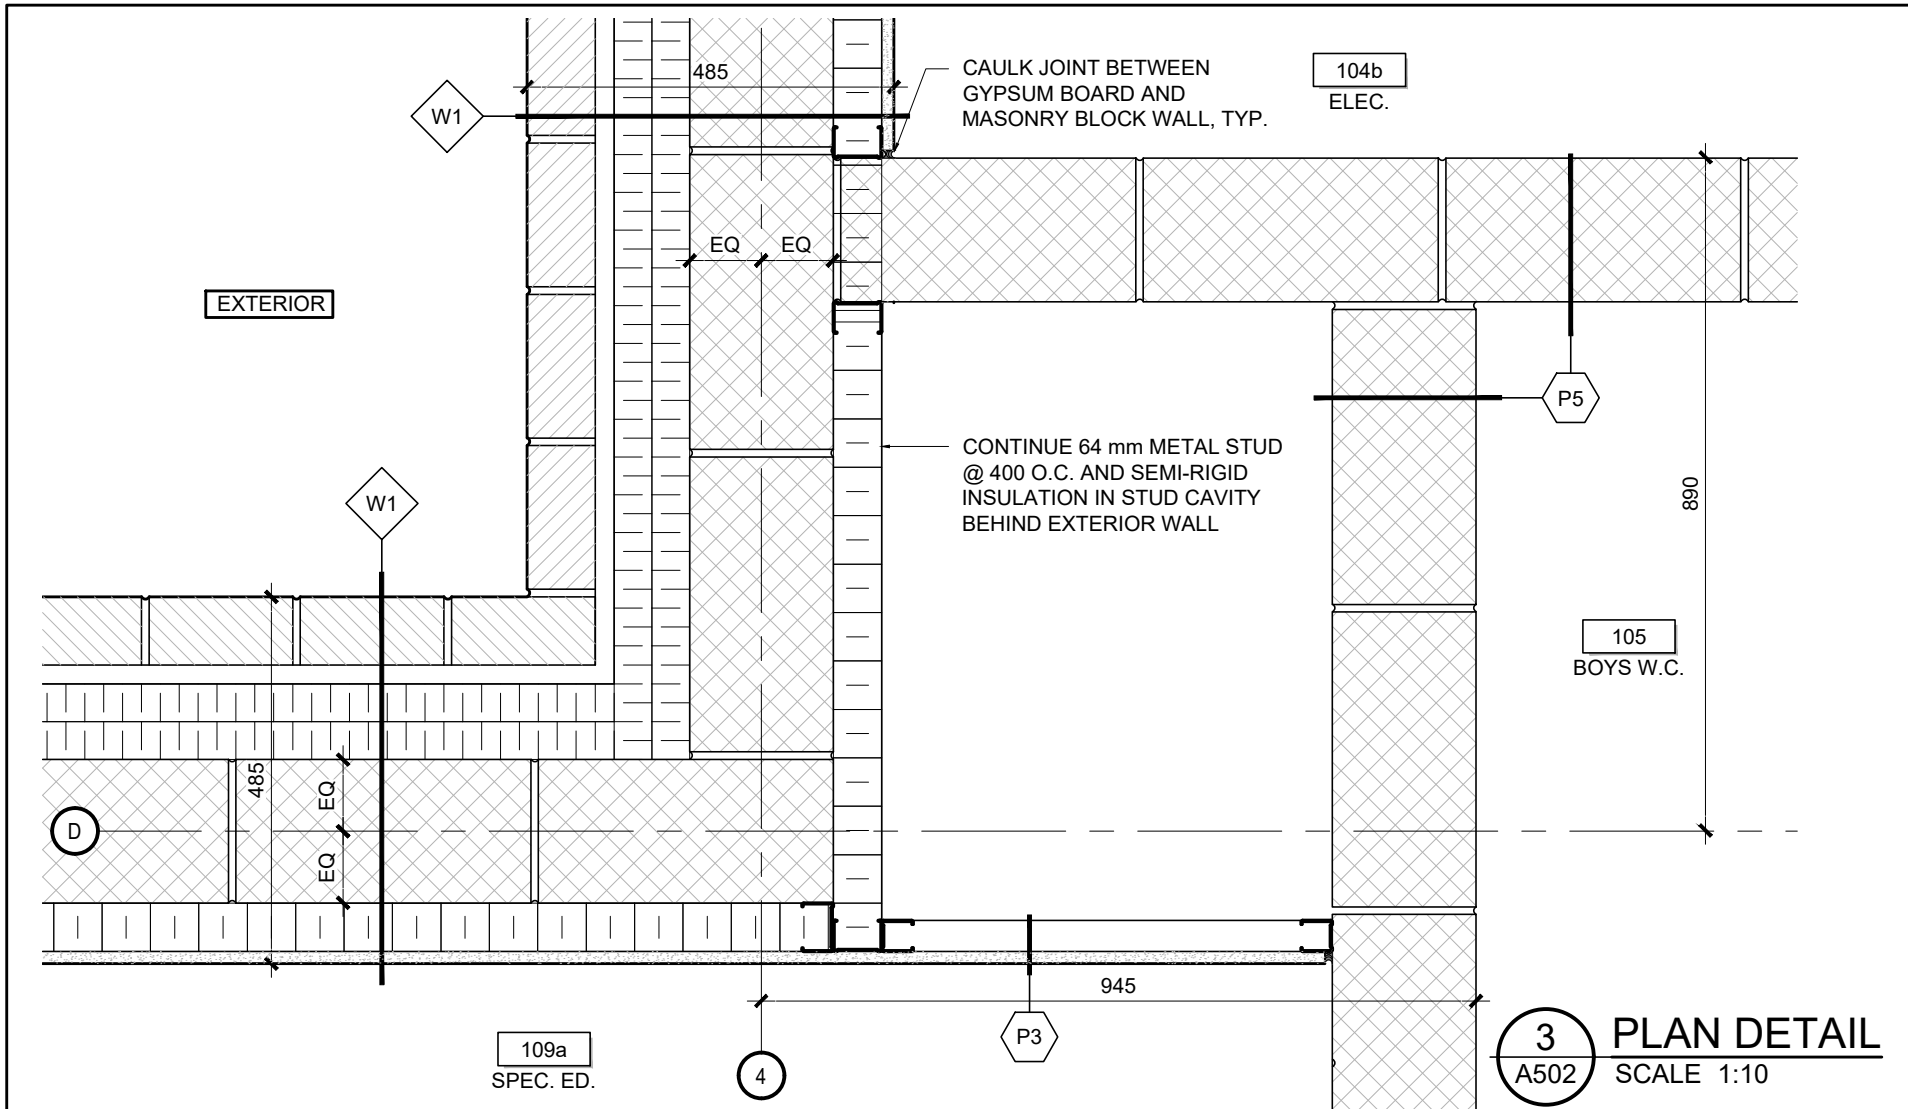 485
CAULK JOINT BETWEEN
GYPSUM BOARD AND
MASONRY BLOCK WALL, TYP.
104b
ELEC.
W1
EQ EQ
EXTERIOR
P5
CONTINUE 64 mm METAL STUD
@ 400 O.C. AND SEMI-RIGID
INSULATION IN STUD CAVITY
BEHIND EXTERIOR WALL
W1
890
105
BOYS W.C.
485
EQ
EQ
D
945
P3
109a
SPEC. ED.
4
3
A502
PLAN DETAIL
SCALE 1:10